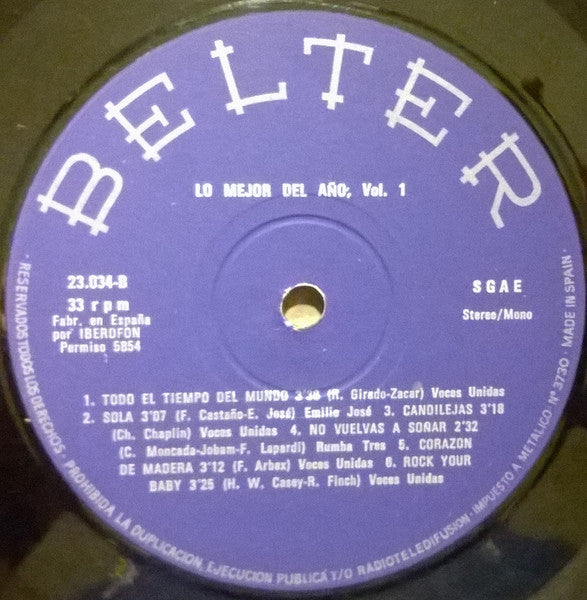 BELTER
LO MEJOR DEL AÑO, Vol. 1
23.034-B
33 rpm
Fabr. en España
por IBEROFON
Permiso 5854
SGAE
Stereo/Mono
1. TODO EL TIEMPO DEL MUNDO 3'38 (R. Girado-Zacar) Voces Unidas
2. SOLA 3'07 (F. Castaño-E. José) Emilio José 3. CANDILEJAS 3'18
(Ch. Chaplin) Voces Unidas 4. NO VUELVAS A SOÑAR 2'32
(C. Moncada-Jobam-F. Lapardi) Rumba Tres 5. CORAZON
DE MADERA 3'12 (F. Arbex) Voces Unidas 6. ROCK YOUR
BABY 3'25 (H. W. Casey-R. Finch) Voces Unidas
RESERVADOS TODOS LOS DERECHOS · PROHIBIDA LA DUPLICACION, EJECUCION PUBLICA T/O RADIOTELEDIFUSION · IMPUESTO A METALICO · Nº 3730 · MADE IN SPAIN